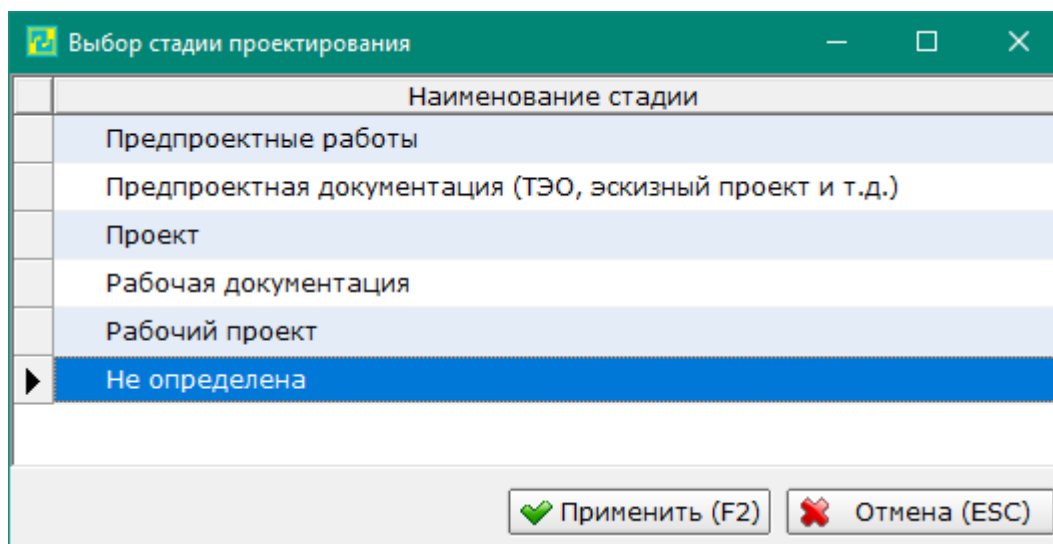 Выбор стадии проектирования
Наименование стадии
Предпроектные работы
Предпроектная документация (ТЭО, эскизный проект и т.д.)
Проект
Рабочая документация
Рабочий проект
Не определена
Применить (F2) Отмена (ESC)